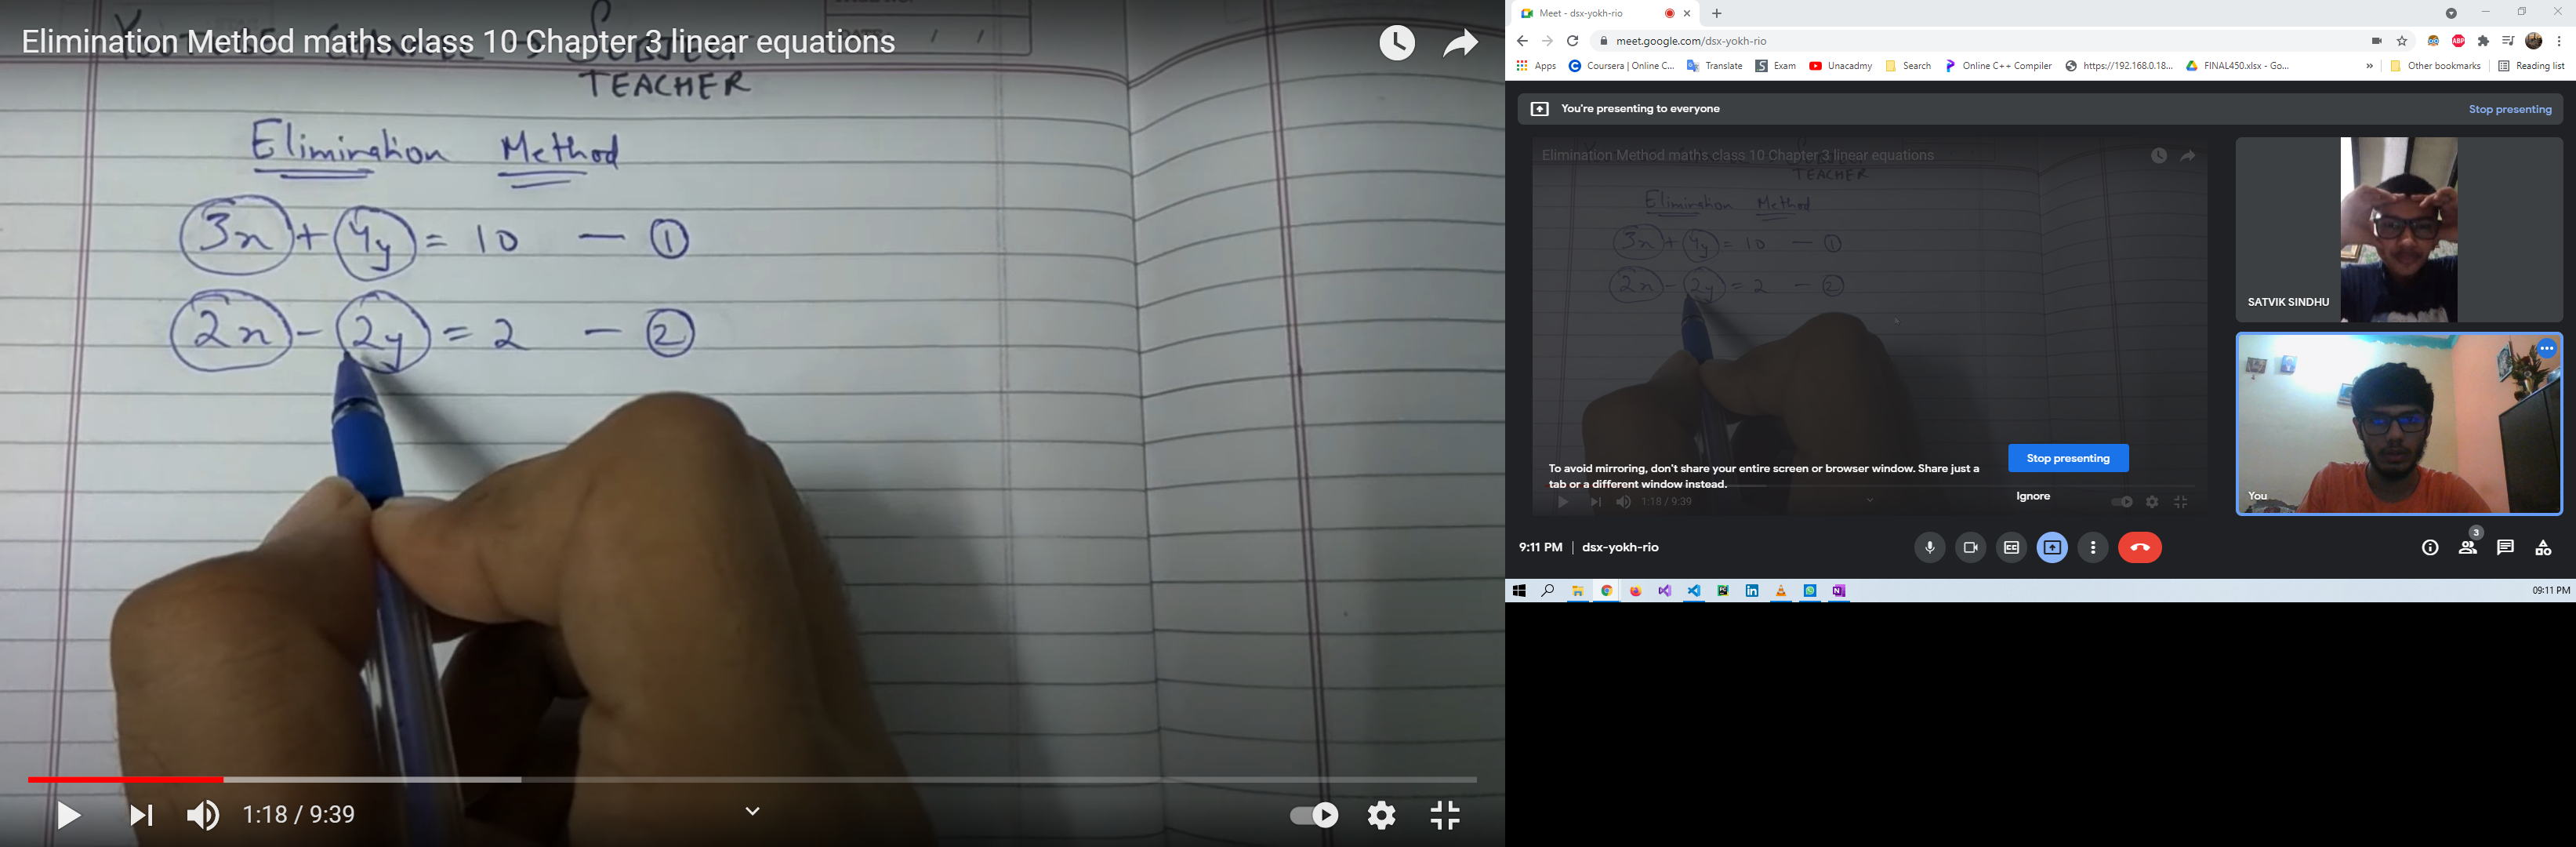 Elimination Method maths class 10 Chapter 3 linear equations
TEACHER
Elimination Method
3x + 4y = 10 — ①
2x - 2y = 2 — ②
1:18 / 9:39
Meet - dsx-yokh-rio
meet.google.com/dsx-yokh-rio
Apps Coursera | Online C... Translate Exam Unacadmy Search Online C++ Compiler https://192.168.0.18... FINAL450.xlsx - Go... » Other bookmarks Reading list
You're presenting to everyone Stop presenting
Elimination Method maths class 10 Chapter 3 linear equations
TEACHER
Elimination Method
3x + 4y = 10 — ①
2x - 2y = 2 — ②
To avoid mirroring, don't share your entire screen or browser window. Share just a
tab or a different window instead.
Stop presenting
Ignore
1:18 / 9:39
SATVIK SINDHU
You
9:11 PM | dsx-yokh-rio
3
09:11 PM